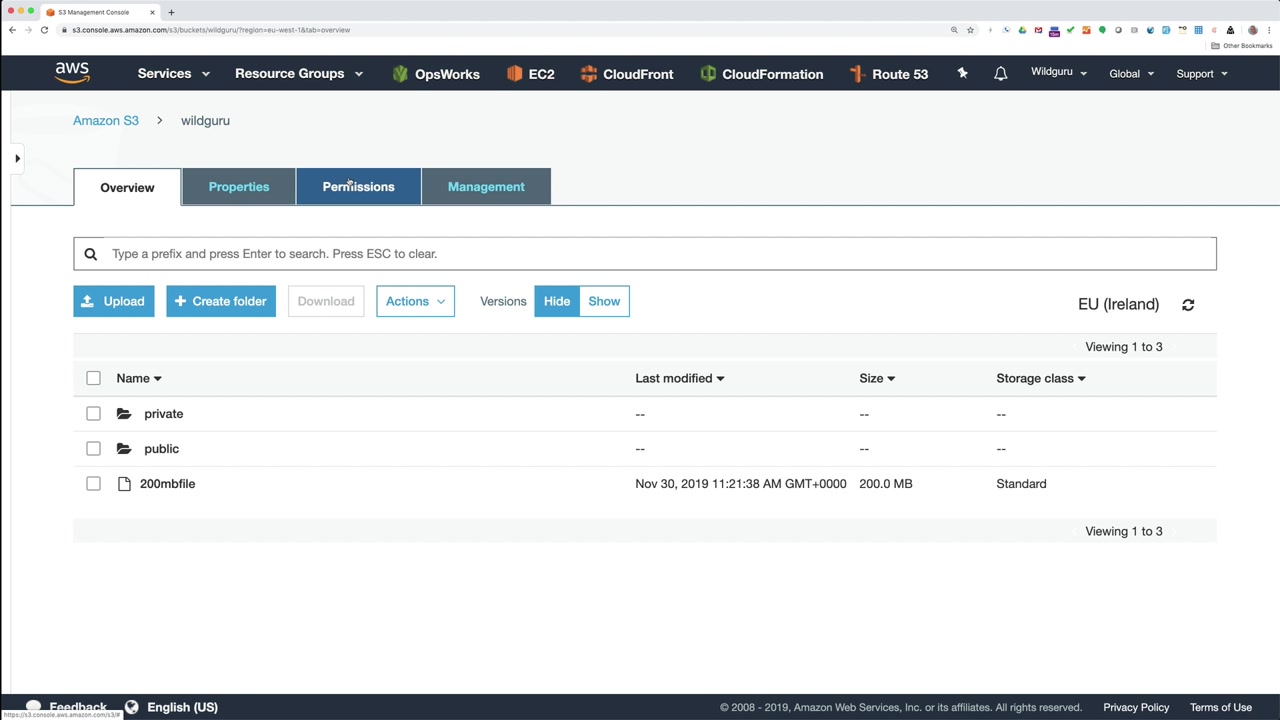 S3 Management Console
s3.console.aws.amazon.com/s3/buckets/wildguru/?region=eu-west-1&tab=overview
Other Bookmarks
aws Services Resource Groups OpsWorks EC2 CloudFront CloudFormation Route 53 Wildguru Global Support
Amazon S3 > wildguru
Overview Properties Permissions Management
Type a prefix and press Enter to search. Press ESC to clear.
Upload + Create folder Download Actions Versions Hide Show EU (Ireland)
Viewing 1 to 3
Name Last modified Size Storage class
private -- -- --
public -- -- --
200mbfile Nov 30, 2019 11:21:38 AM GMT+0000 200.0 MB Standard
Viewing 1 to 3
Feedback English (US) © 2008 - 2019, Amazon Web Services, Inc. or its affiliates. All rights reserved. Privacy Policy Terms of Use
https://s3.console.aws.amazon.com/s3/#